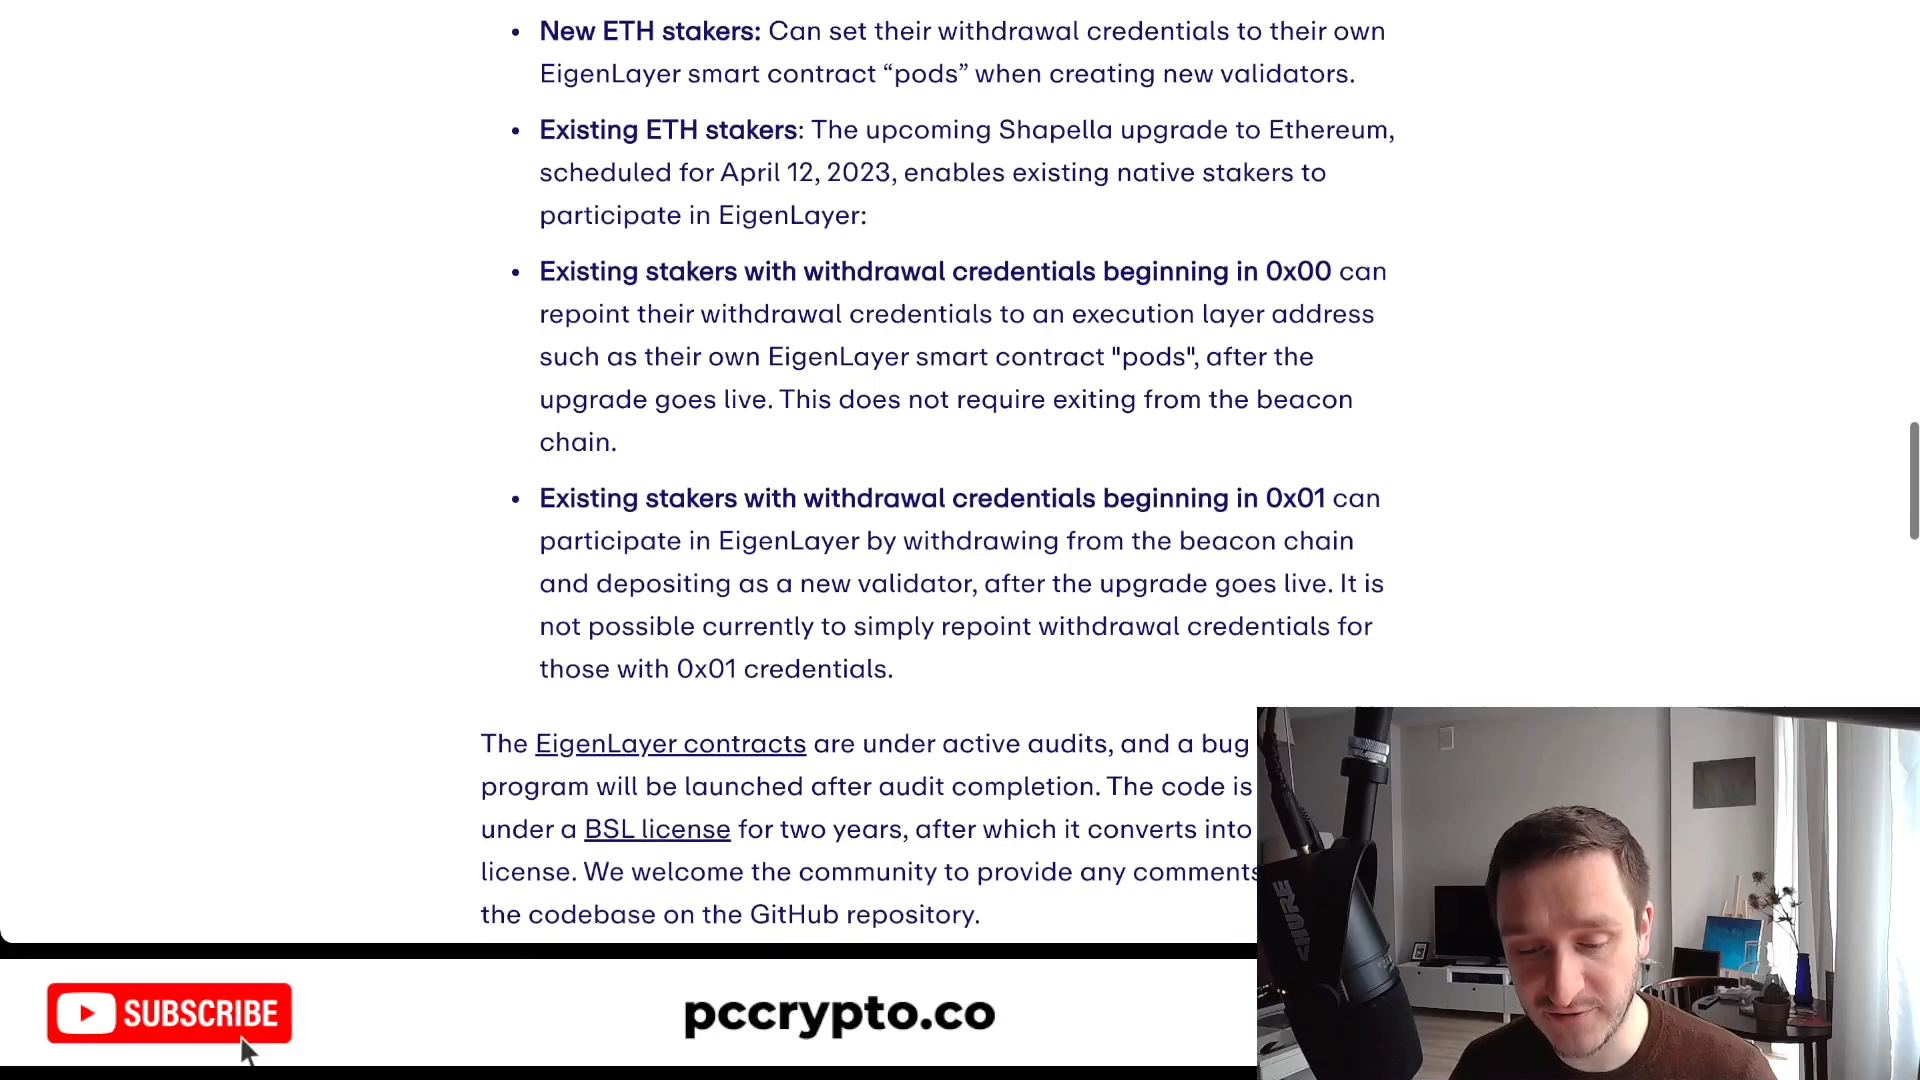 • New ETH stakers: Can set their withdrawal credentials to their own
EigenLayer smart contract “pods” when creating new validators.
• Existing ETH stakers: The upcoming Shapella upgrade to Ethereum,
scheduled for April 12, 2023, enables existing native stakers to
participate in EigenLayer:
• Existing stakers with withdrawal credentials beginning in 0x00 can
repoint their withdrawal credentials to an execution layer address
such as their own EigenLayer smart contract "pods", after the
upgrade goes live. This does not require exiting from the beacon
chain.
• Existing stakers with withdrawal credentials beginning in 0x01 can
participate in EigenLayer by withdrawing from the beacon chain
and depositing as a new validator, after the upgrade goes live. It is
not possible currently to simply repoint withdrawal credentials for
those with 0x01 credentials.
The EigenLayer contracts are under active audits, and a bug
program will be launched after audit completion. The code is
under a BSL license for two years, after which it converts into
license. We welcome the community to provide any comments
the codebase on the GitHub repository.
SHURE
SUBSCRIBE
pccrypto.co